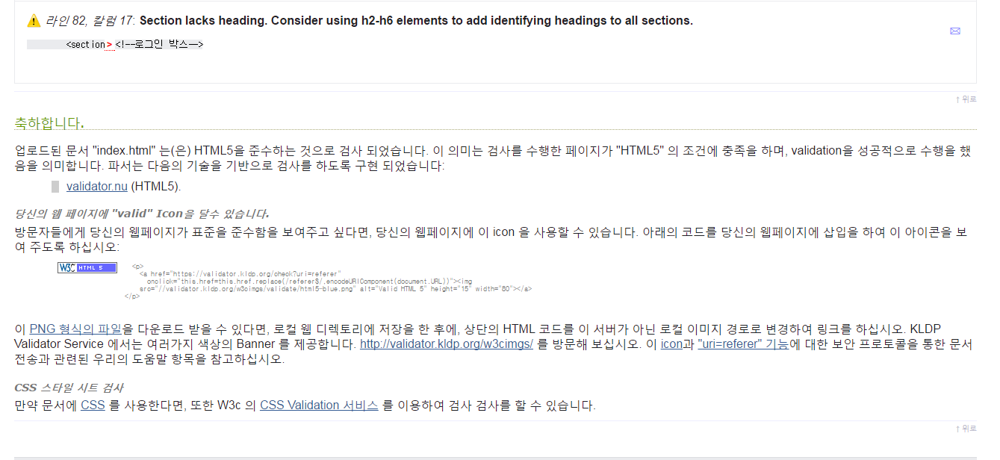 라인 82, 칼럼 17: Section lacks heading. Consider using h2-h6 elements to add identifying headings to all sections.
<section><!--로그인 박스-->
↑ 위로
축하합니다.
업로드된 문서 "index.html" 는(은) HTML5을 준수하는 것으로 검사 되었습니다. 이 의미는 검사를 수행한 페이지가 "HTML5" 의 조건에 충족을 하며, validation을 성공적으로 수행을 했
음을 의미합니다. 파서는 다음의 기술을 기반으로 검사를 하도록 구현 되었습니다:
validator.nu (HTML5).
당신의 웹 페이지에 "valid" Icon을 달수 있습니다.
방문자들에게 당신의 웹페이지가 표준을 준수함을 보여주고 싶다면, 당신의 웹페이지에 이 icon 을 사용할 수 있습니다. 아래의 코드를 당신의 웹페이지에 삽입을 하여 이 아이콘을 보
여 주도록 하십시오:
W3C HTML 5
<p>
<a href="https://validator.kldp.org/check?uri=referer"
onclick="this.href=this.href.replace(/referer$/,encodeURIComponent(document.URL))"><img
src="//validator.kldp.org/w3cimgs/validate/html5-blue.png" alt="Valid HTML 5" height="15" width="80"></a>
</p>
이 PNG 형식의 파일을 다운로드 받을 수 있다면, 로컬 웹 디렉토리에 저장을 한 후에, 상단의 HTML 코드를 이 서버가 아닌 로컬 이미지 경로로 변경하여 링크를 하십시오. KLDP
Validator Service 에서는 여러가지 색상의 Banner 를 제공합니다. http://validator.kldp.org/w3cimgs/ 를 방문해 보십시오. 이 icon과 "uri=referer" 기능에 대한 보안 프로토콜을 통한 문서
전송과 관련된 우리의 도움말 항목을 참고하십시오.
CSS 스타일 시트 검사
만약 문서에 CSS 를 사용한다면, 또한 W3c 의 CSS Validation 서비스 를 이용하여 검사 검사를 할 수 있습니다.
↑ 위로